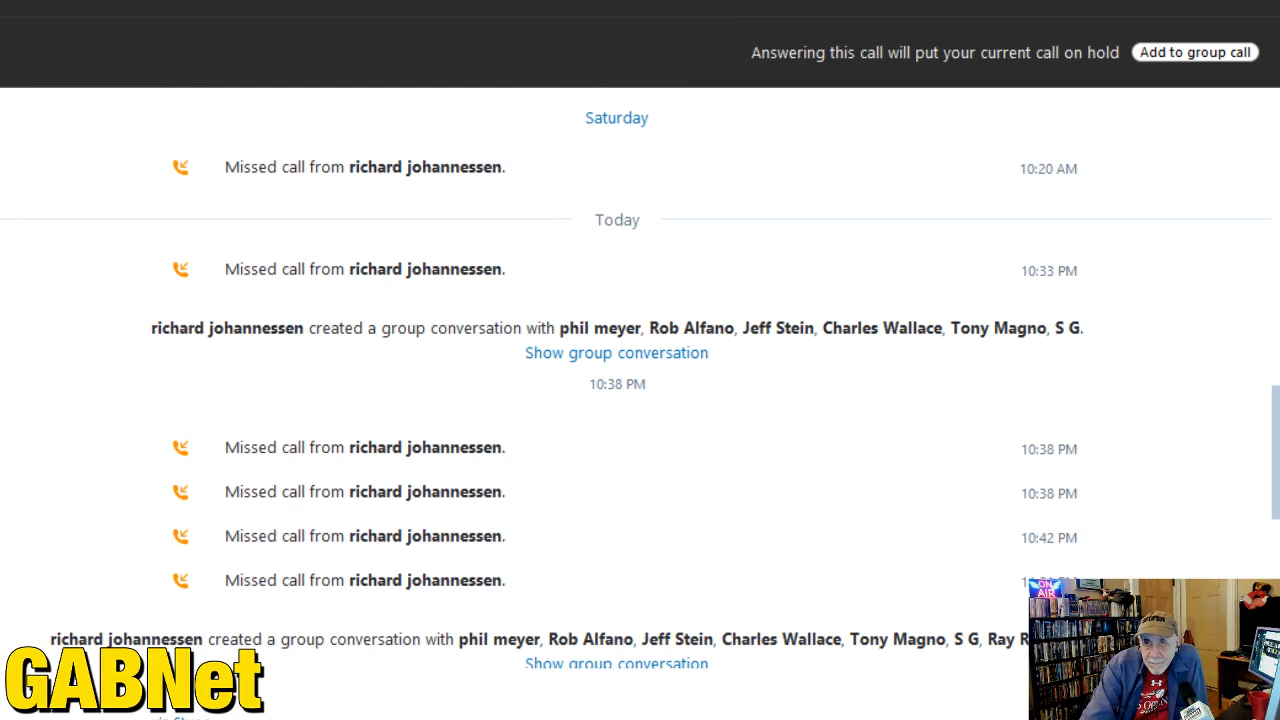 Answering this call will put your current call on hold Add to group call
Saturday
Missed call from richard johannessen. 10:20 AM
Today
Missed call from richard johannessen. 10:33 PM
richard johannessen created a group conversation with phil meyer, Rob Alfano, Jeff Stein, Charles Wallace, Tony Magno, S G.
Show group conversation
10:38 PM
Missed call from richard johannessen. 10:38 PM
Missed call from richard johannessen. 10:38 PM
Missed call from richard johannessen. 10:42 PM
Missed call from richard johannessen.
ON
AIR
richard johannessen created a group conversation with phil meyer, Rob Alfano, Jeff Stein, Charles Wallace, Tony Magno, S G, Ray R
Show group conversation
GABNet